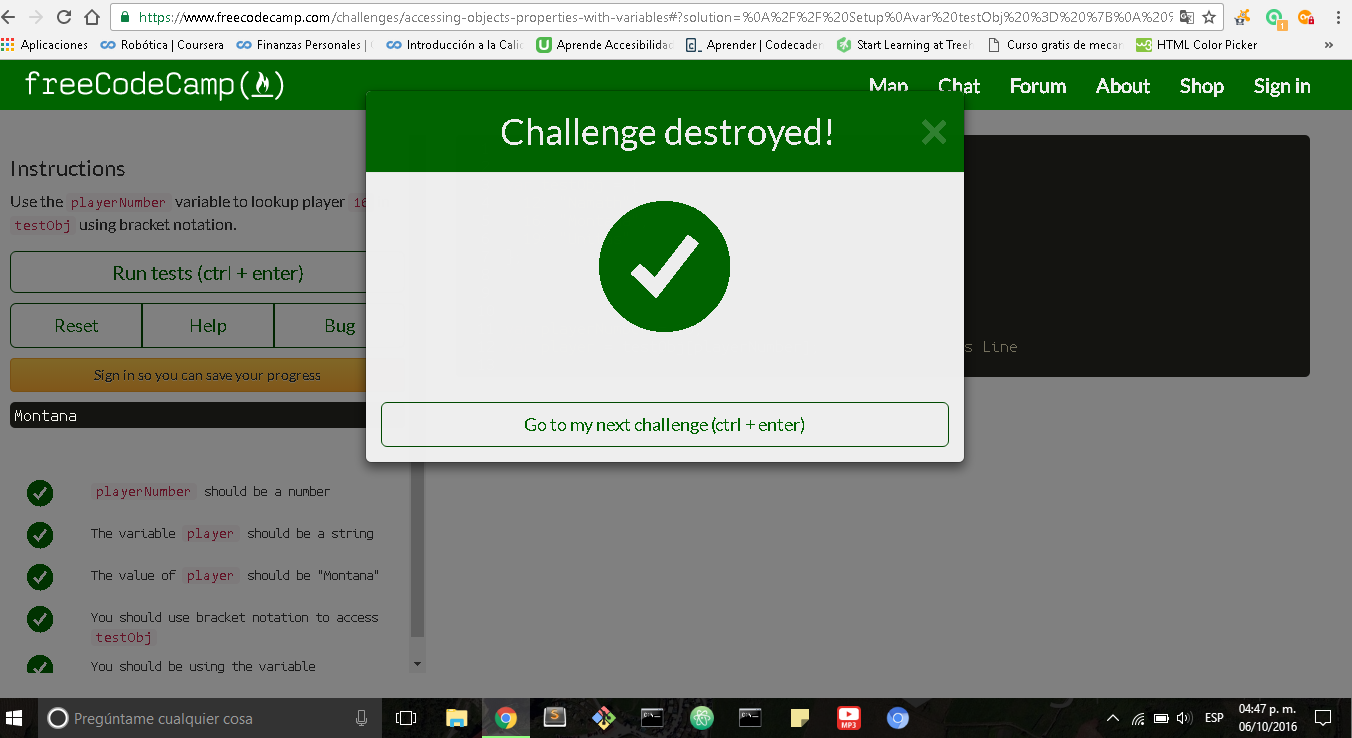 https://www.freecodecamp.com/challenges/accessing-objects-properties-with-variables#?solution=%0A%2F%2F%20Setup%0Avar%20testObj%20%3D%20%7B%0A%20%
Aplicaciones Robótica | Coursera Finanzas Personales | Introducción a la Cali Aprende Accesibilidad Aprender | Codecader Start Learning at Treeh Curso gratis de mecan HTML Color Picker »
freeCodeCamp
Map Chat Forum About Shop Sign in
Challenge destroyed!
Instructions
Use the playerNumber variable to lookup player 16
testObj using bracket notation.
Run tests (ctrl + enter)
Reset Help Bug
Sign in so you can save your progress
Montana
s Line
Go to my next challenge (ctrl + enter)
playerNumber should be a number
The variable player should be a string
The value of player should be "Montana"
You should use bracket notation to access
testObj
You should be using the variable
Pregúntame cualquier cosa
MP3
ESP
04:47 p. m.
06/10/2016